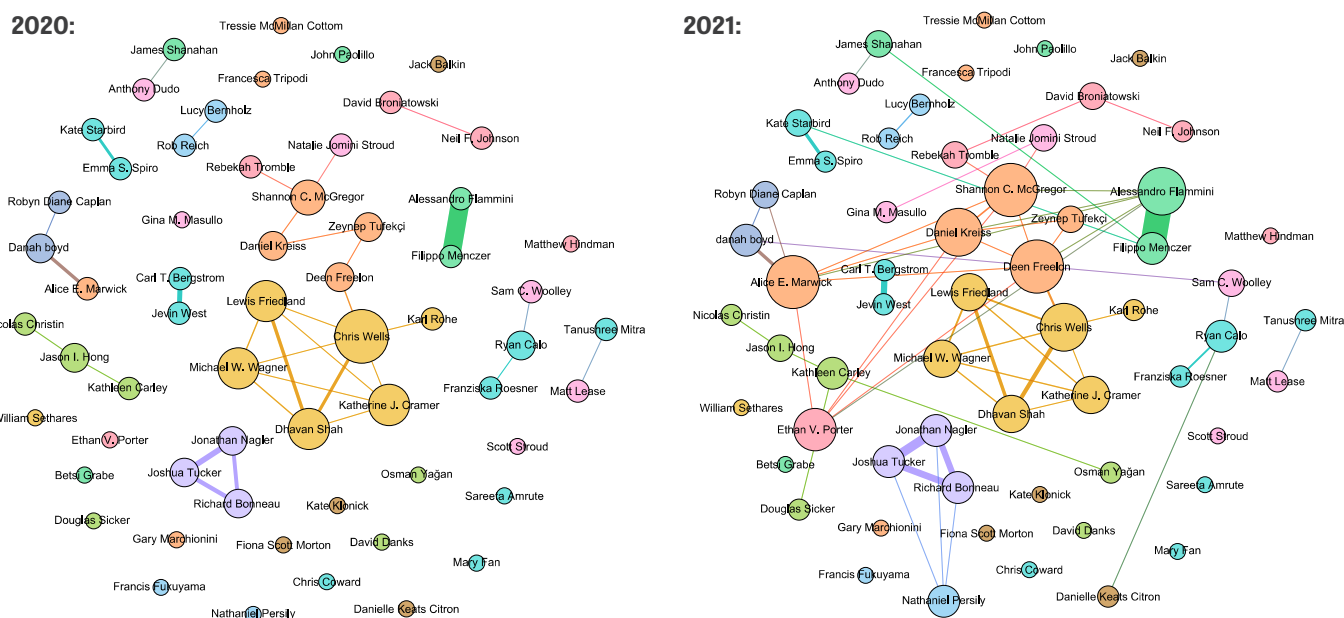 2020:
Tressie McMillan Cottom
James Shanahan
John Paolillo
Jack Balkin
Anthony Dudo
Francesca Tripodi
David Broniatowski
Lucy Bernholz
Kate Starbird
Neil F. Johnson
Rob Reich
Natalie Jomini Stroud
Emma S. Spiro
Rebekah Tromble
Shannon C. McGregor
Alessandro Flammini
Robyn Diane Caplan
Gina M. Masullo
Zeynep Tufekçi
Danah boyd
Daniel Kreiss
Filippo Menczer
Matthew Hindman
Carl T. Bergstrom
Deen Freelon
Alice E. Marwick
Sam C. Woolley
Lewis Friedland
Jevin West
Karl Rohe
icolas Christin
Chris Wells
Tanushree Mitra
Ryan Calo
Jason I. Hong
Michael W. Wagner
Kathleen Carley
Franziska Roesner
Matt Lease
Katherine J. Cramer
William Sethares
Dhavan Shah
Ethan V. Porter
Jonathan Nagler
Scott Stroud
Joshua Tucker
Betsi Grabe
Osman Yağan
Richard Bonneau
Sareeta Amrute
Kate Klonick
Douglas Sicker
Gary Marchionini
Fiona Scott Morton
David Danks
Mary Fan
Francis Fukuyama
Chris Coward
Nathaniel Persily
Danielle Keats Citron
2021:
Tressie McMillan Cottom
James Shanahan
John Paolillo
Jack Balkin
Anthony Dudo
Francesca Tripodi
David Broniatowski
Lucy Bernholz
Kate Starbird
Neil F. Johnson
Rob Reich
Natalie Jomini Stroud
Emma S. Spiro
Rebekah Tromble
Shannon C. McGregor
Alessandro Flammini
Robyn Diane Caplan
Gina M. Masullo
Zeynep Tufekçi
danah boyd
Daniel Kreiss
Filippo Menczer
Matthew Hindman
Carl T. Bergstrom
Deen Freelon
Alice E. Marwick
Sam C. Woolley
Lewis Friedland
Jevin West
Karl Rohe
Nicolas Christin
Chris Wells
Tanushree Mitra
Ryan Calo
Jason I. Hong
Michael W. Wagner
Kathleen Carley
Franziska Roesner
Matt Lease
Katherine J. Cramer
William Sethares
Dhavan Shah
Ethan V. Porter
Jonathan Nagler
Scott Stroud
Joshua Tucker
Betsi Grabe
Osman Yağan
Richard Bonneau
Sareeta Amrute
Kate Klonick
Douglas Sicker
Gary Marchionini
Fiona Scott Morton
David Danks
Mary Fan
Francis Fukuyama
Chris Coward
Nathaniel Persily
Danielle Keats Citron